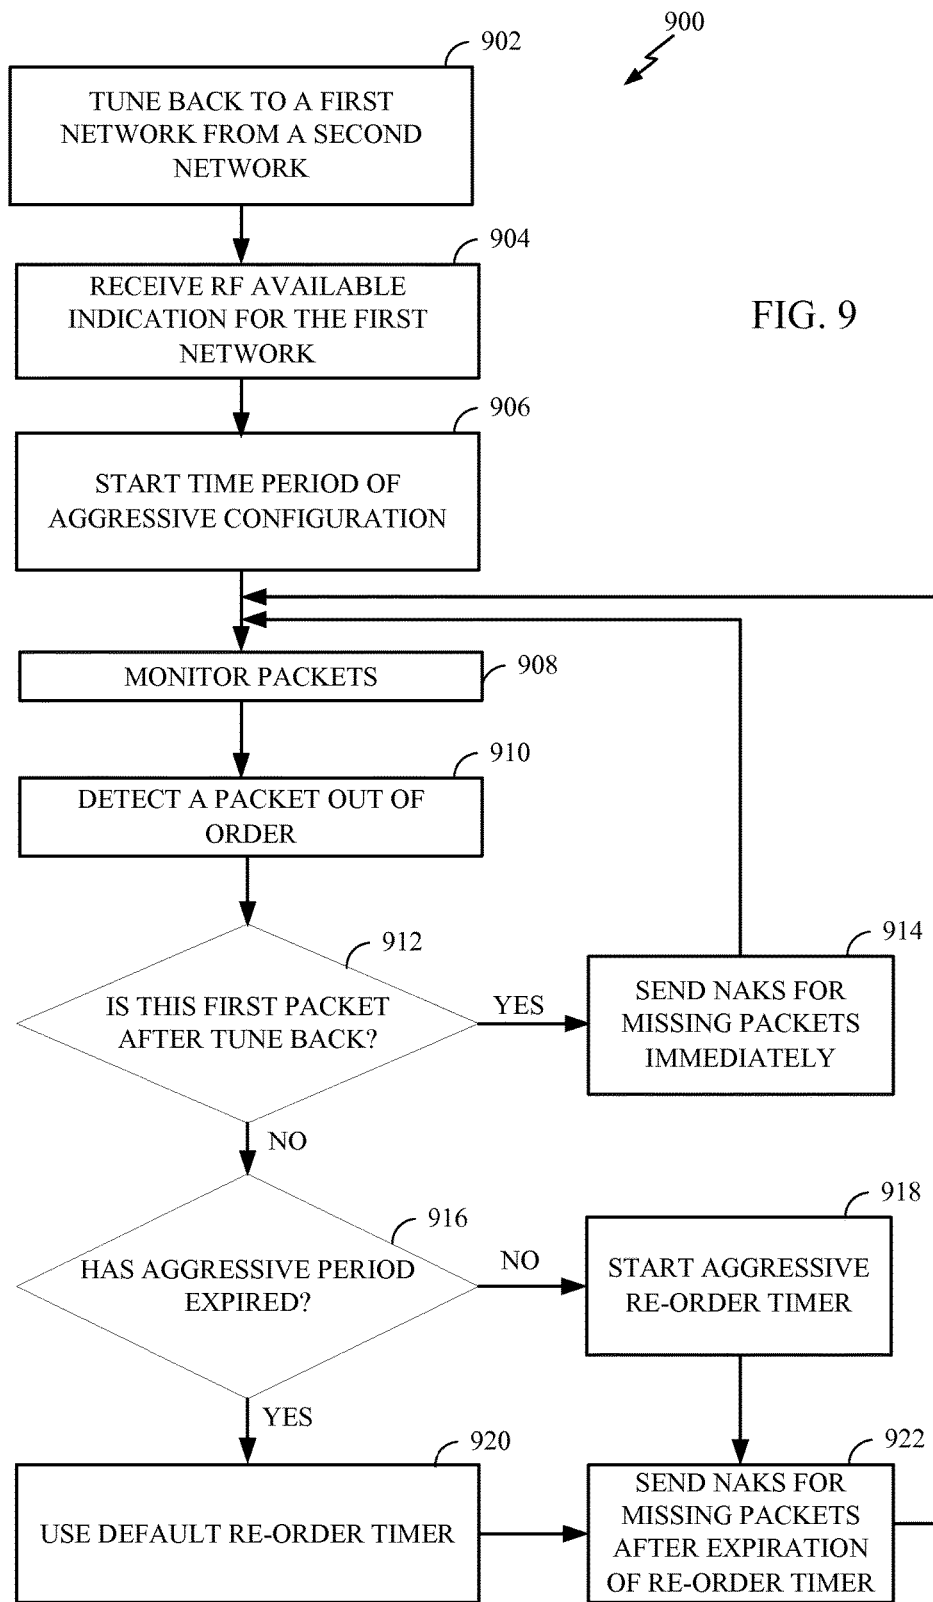 900
902
TUNE BACK TO A FIRST
NETWORK FROM A SECOND
NETWORK
904
RECEIVE RF AVAILABLE
INDICATION FOR THE FIRST
NETWORK
FIG. 9
906
START TIME PERIOD OF
AGGRESSIVE CONFIGURATION
MONITOR PACKETS
908
910
DETECT A PACKET OUT OF
ORDER
912
IS THIS FIRST PACKET
AFTER TUNE BACK?
YES
914
SEND NAKS FOR
MISSING PACKETS
IMMEDIATELY
NO
916
HAS AGGRESSIVE PERIOD
EXPIRED?
NO
918
START AGGRESSIVE
RE-ORDER TIMER
YES
920
USE DEFAULT RE-ORDER TIMER
922
SEND NAKS FOR
MISSING PACKETS
AFTER EXPIRATION
OF RE-ORDER TIMER